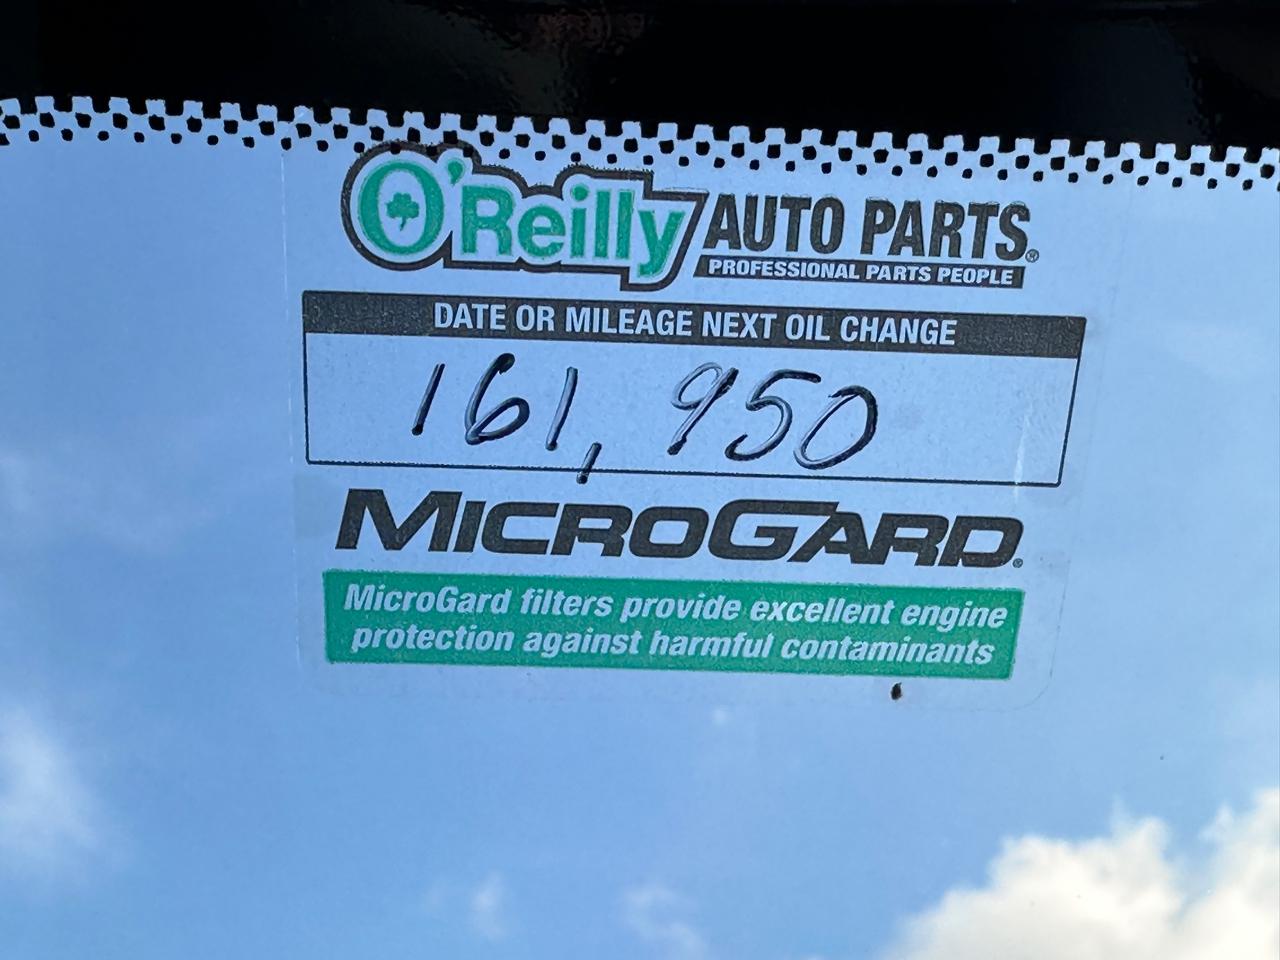 O'Reilly AUTO PARTS®
PROFESSIONAL PARTS PEOPLE
DATE OR MILEAGE NEXT OIL CHANGE
161,950
MICROGARD®
MicroGard filters provide excellent engine
protection against harmful contaminants